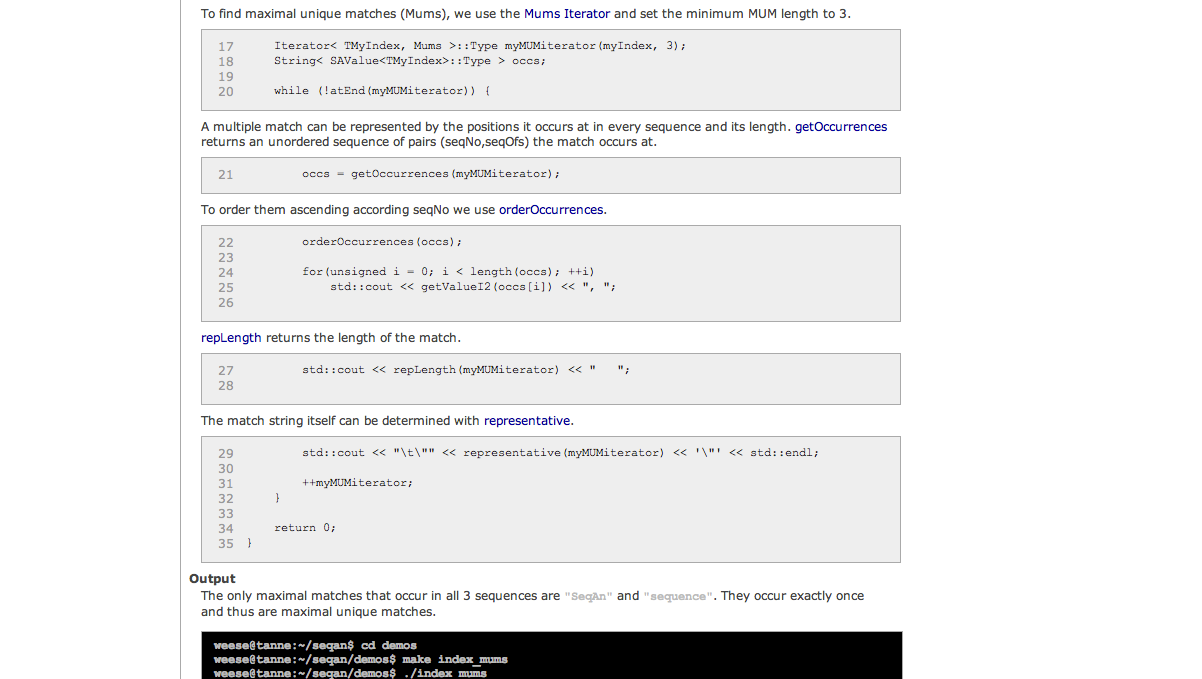 To find maximal unique matches (Mums), we use the Mums Iterator and set the minimum MUM length to 3.
17 Iterator< TMyIndex, Mums >::Type myMUMiterator(myIndex, 3);
18 String< SAValue<TMyIndex>::Type > occs;
19
20 while (!atEnd(myMUMiterator)) {
A multiple match can be represented by the positions it occurs at in every sequence and its length. getOccurrences
returns an unordered sequence of pairs (seqNo,seqOfs) the match occurs at.
21 occs = getOccurrences(myMUMiterator);
To order them ascending according seqNo we use orderOccurrences.
22 orderOccurrences(occs);
23
24 for(unsigned i = 0; i < length(occs); ++i)
25 std::cout << getValueI2(occs[i]) << ", ";
26
repLength returns the length of the match.
27 std::cout << repLength(myMUMiterator) << "   ";
28
The match string itself can be determined with representative.
29 std::cout << "\t\"" << representative(myMUMiterator) << '\"' << std::endl;
30
31 ++myMUMiterator;
32 }
33
34 return 0;
35 }
Output
The only maximal matches that occur in all 3 sequences are "SeqAn" and "sequence". They occur exactly once
and thus are maximal unique matches.
weese@tanne:~/seqan$ cd demos
weese@tanne:~/seqan/demos$ make index_mums
weese@tanne:~/seqan/demos$ ./index_mums